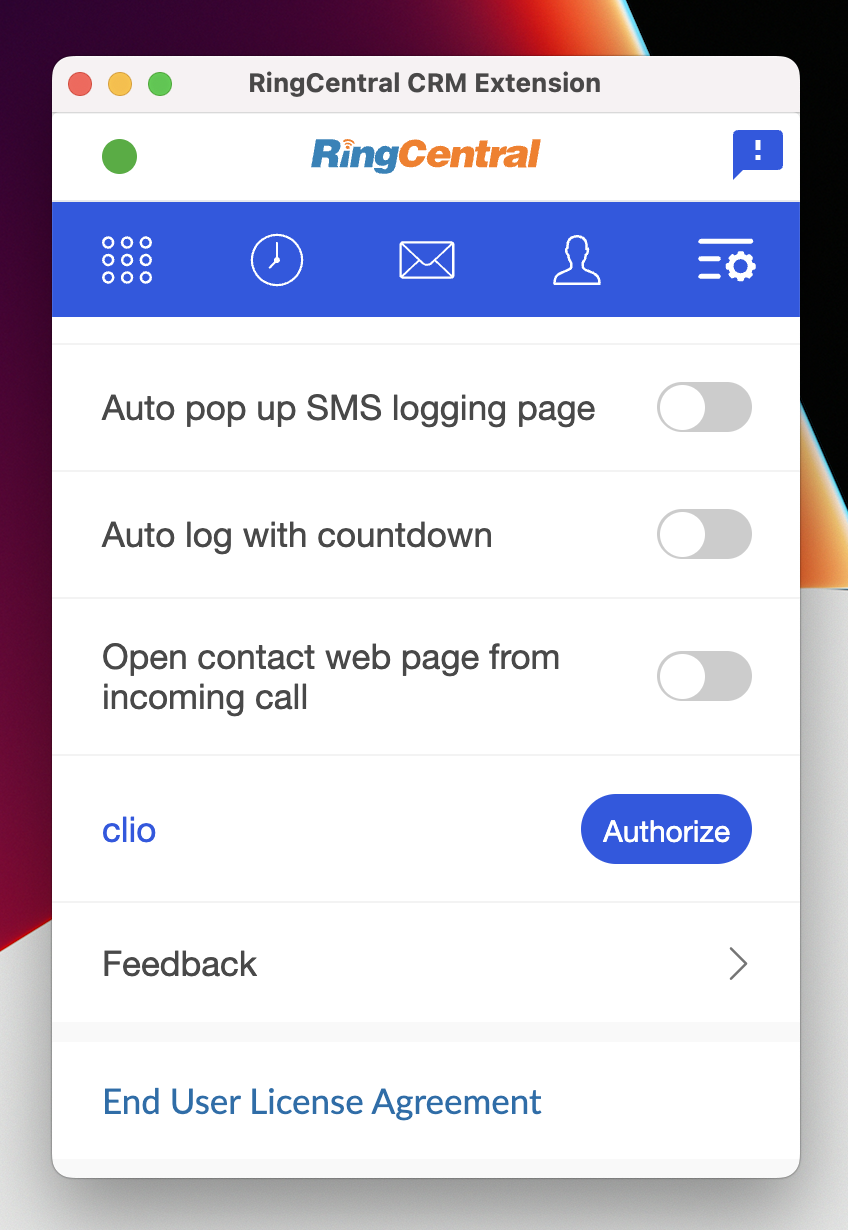 RingCentral CRM Extension
RingCentral
Auto pop up SMS logging page
Auto log with countdown
Open contact web page from
incoming call
clio
Authorize
Feedback
End User License Agreement